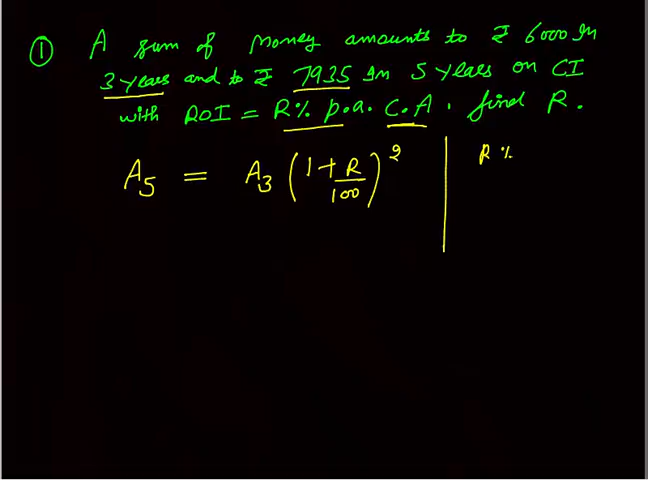 ① A sum of money amounts to ₹ 6000 In
3 years and to ₹ 7935 In 5 years on CI
with ROI = R% p.a. C.A. find R.
A₅ = A₃ (1 + R/100)² | R %